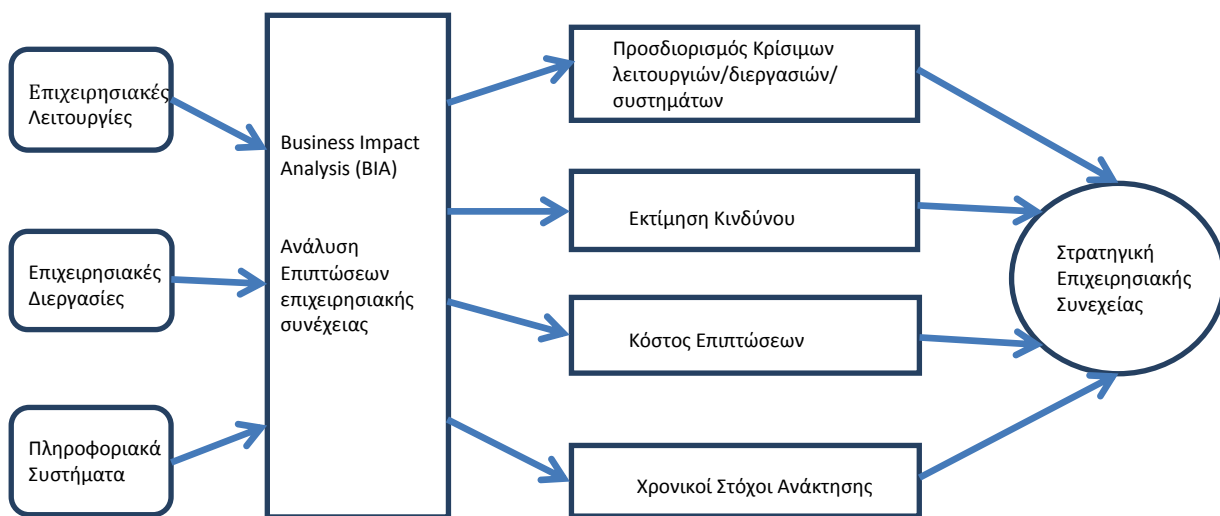 Επιχειρησιακές
Λειτουργίες
Επιχειρησιακές
Διεργασίες
Πληροφοριακά
Συστήματα
Business Impact
Analysis (BIA)
Ανάλυση
Επιπτώσεων
επιχειρησιακής
συνέχειας
Προσδιορισμός Κρίσιμων
λειτουργιών/διεργασιών/
συστημάτων
Εκτίμηση Κινδύνου
Κόστος Επιπτώσεων
Χρονικοί Στόχοι Ανάκτησης
Στρατηγική
Επιχειρησιακής
Συνεχείας